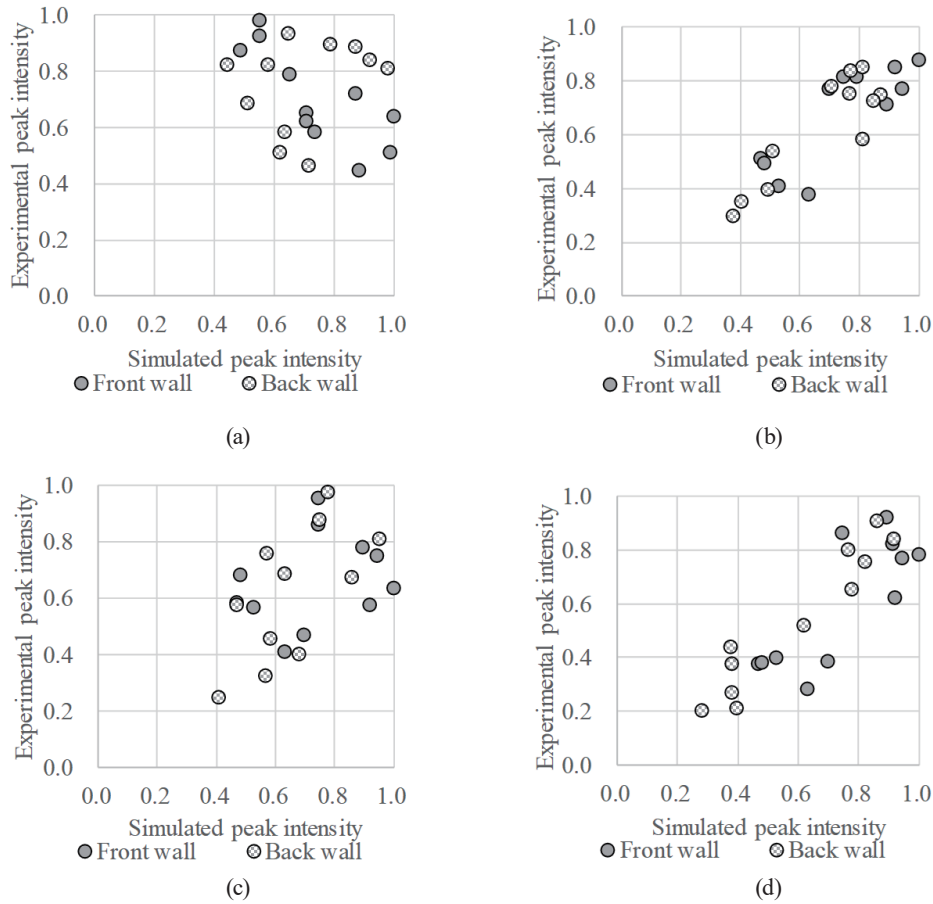 Experimental peak intensity
1.0
0.8
0.6
0.4
0.2
0.0
0.0 0.2 0.4 0.6 0.8 1.0
Simulated peak intensity
Front wall Back wall
(a)
Experimental peak intensity
1.0
0.8
0.6
0.4
0.2
0.0
0.0 0.2 0.4 0.6 0.8 1.0
Simulated peak intensity
Front wall Back wall
(b)
Experimental peak intensity
1.0
0.8
0.6
0.4
0.2
0.0
0.0 0.2 0.4 0.6 0.8 1.0
Simulated peak intensity
Front wall Back wall
(c)
Experimental peak intensity
1.0
0.8
0.6
0.4
0.2
0.0
0.0 0.2 0.4 0.6 0.8 1.0
Simulated peak intensity
Front wall Back wall
(d)